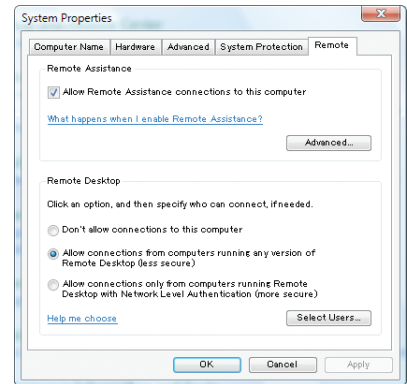 System Properties
Computer Name Hardware Advanced System Protection Remote
Remote Assistance
Allow Remote Assistance connections to this computer
What happens when I enable Remote Assistance?
Advanced...
Remote Desktop
Click an option, and then specify who can connect, if needed.
Don't allow connections to this computer
Allow connections from computers running any version of
Remote Desktop (less secure)
Allow connections only from computers running Remote
Desktop with Network Level Authentication (more secure)
Help me choose
Select Users...
OK Cancel Apply